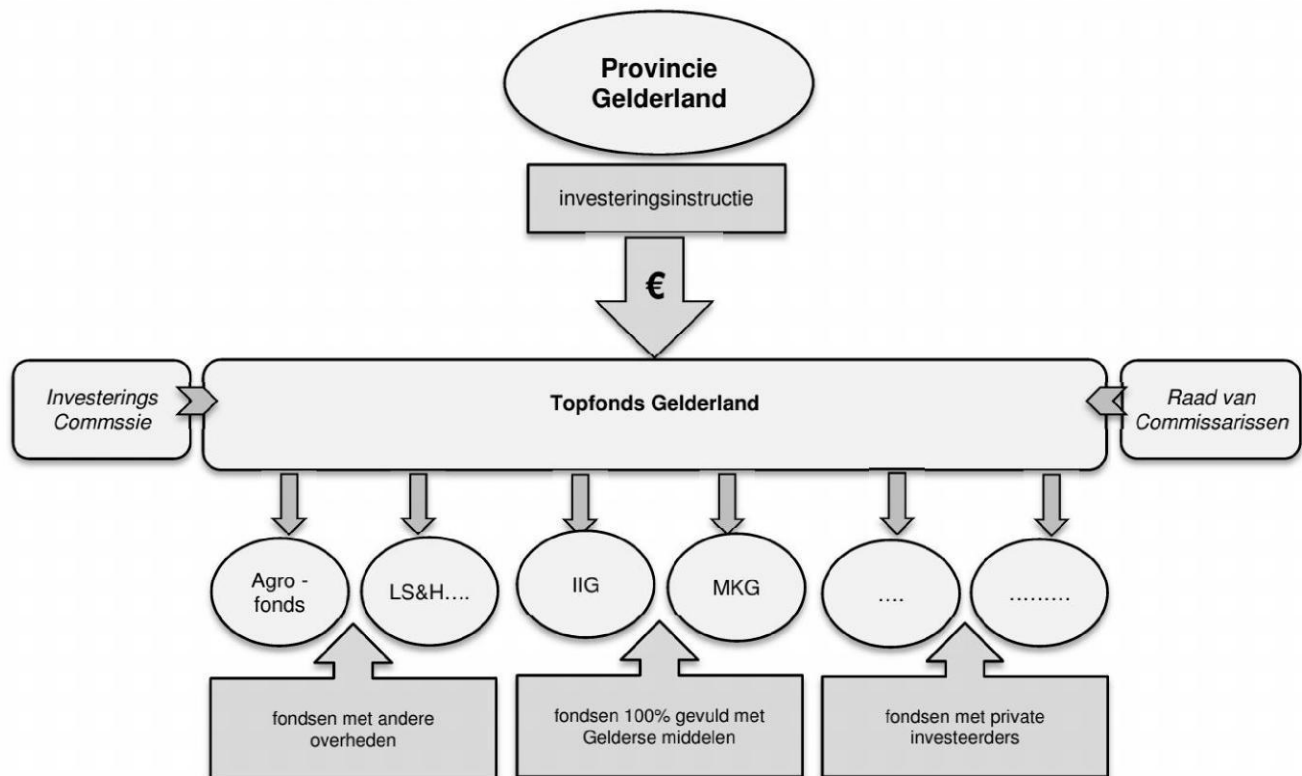 Provincie
Gelderland
investeringsinstructie
€
Investerings
Commssie
Topfonds Gelderland
Raad van
Commissarissen
Agro -
fonds
LS&H....
IIG
MKG
....
.........
fondsen met andere
overheden
fondsen 100% gevuld met
Gelderse middelen
fondsen met private
investeerders